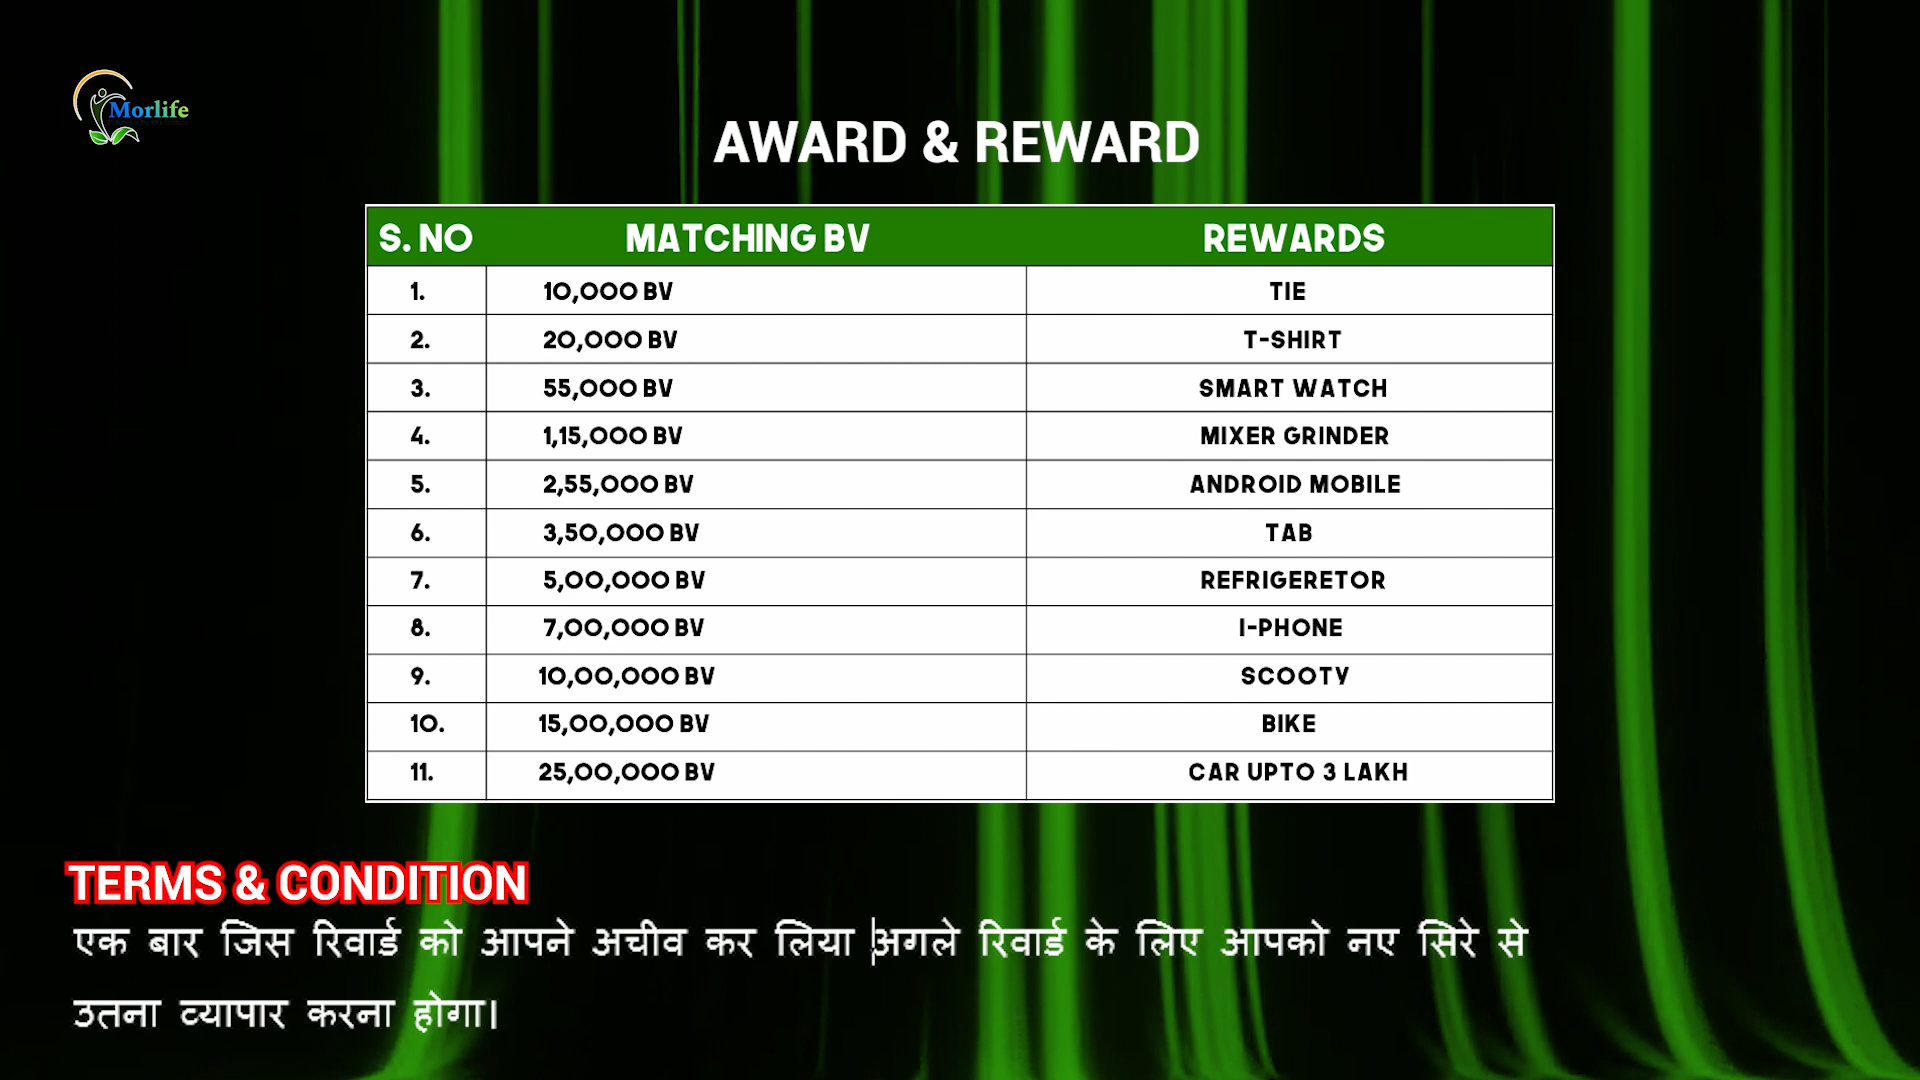 Morlife
AWARD & REWARD
S. NO MATCHING BV REWARDS
1. 10,000 BV TIE
2. 20,000 BV T-SHIRT
3. 55,000 BV SMART WATCH
4. 1,15,000 BV MIXER GRINDER
5. 2,55,000 BV ANDROID MOBILE
6. 3,50,000 BV TAB
7. 5,00,000 BV REFRIGERETOR
8. 7,00,000 BV I-PHONE
9. 10,00,000 BV SCOOTY
10. 15,00,000 BV BIKE
11. 25,00,000 BV CAR UPTO 3 LAKH
TERMS & CONDITION
एक बार जिस रिवार्ड को आपने अचीव कर लिया अगले रिवार्ड के लिए आपको नए सिरे से
उतना व्यापार करना होगा।